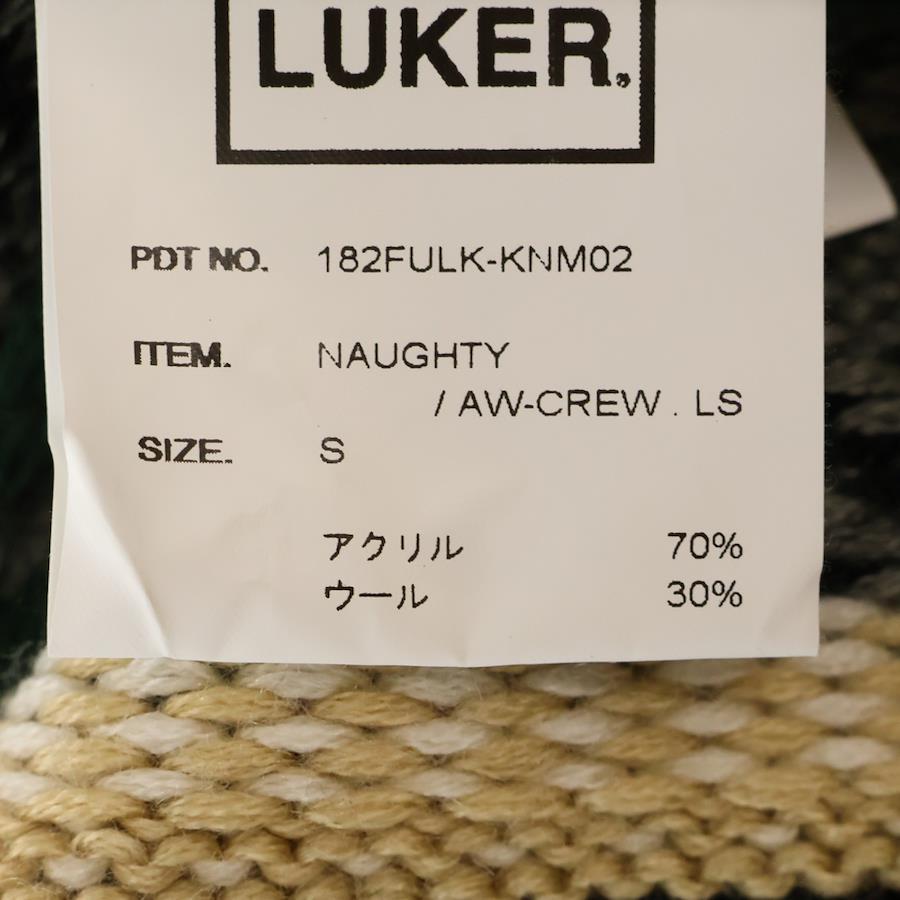 LUKER.
PDT NO. 182FULK-KNM02
ITEM. NAUGHTY
/ AW-CREW . LS
SIZE. S
アクリル 70%
ウール 30%